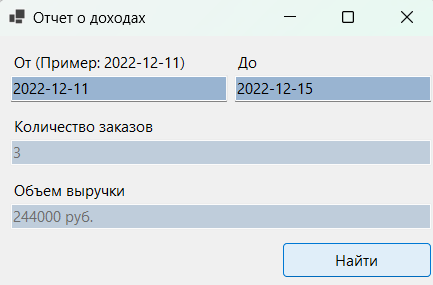 Отчет о доходах
От (Пример: 2022-12-11) До
2022-12-11 2022-12-15
Количество заказов
3
Объем выручки
244000 руб.
Найти